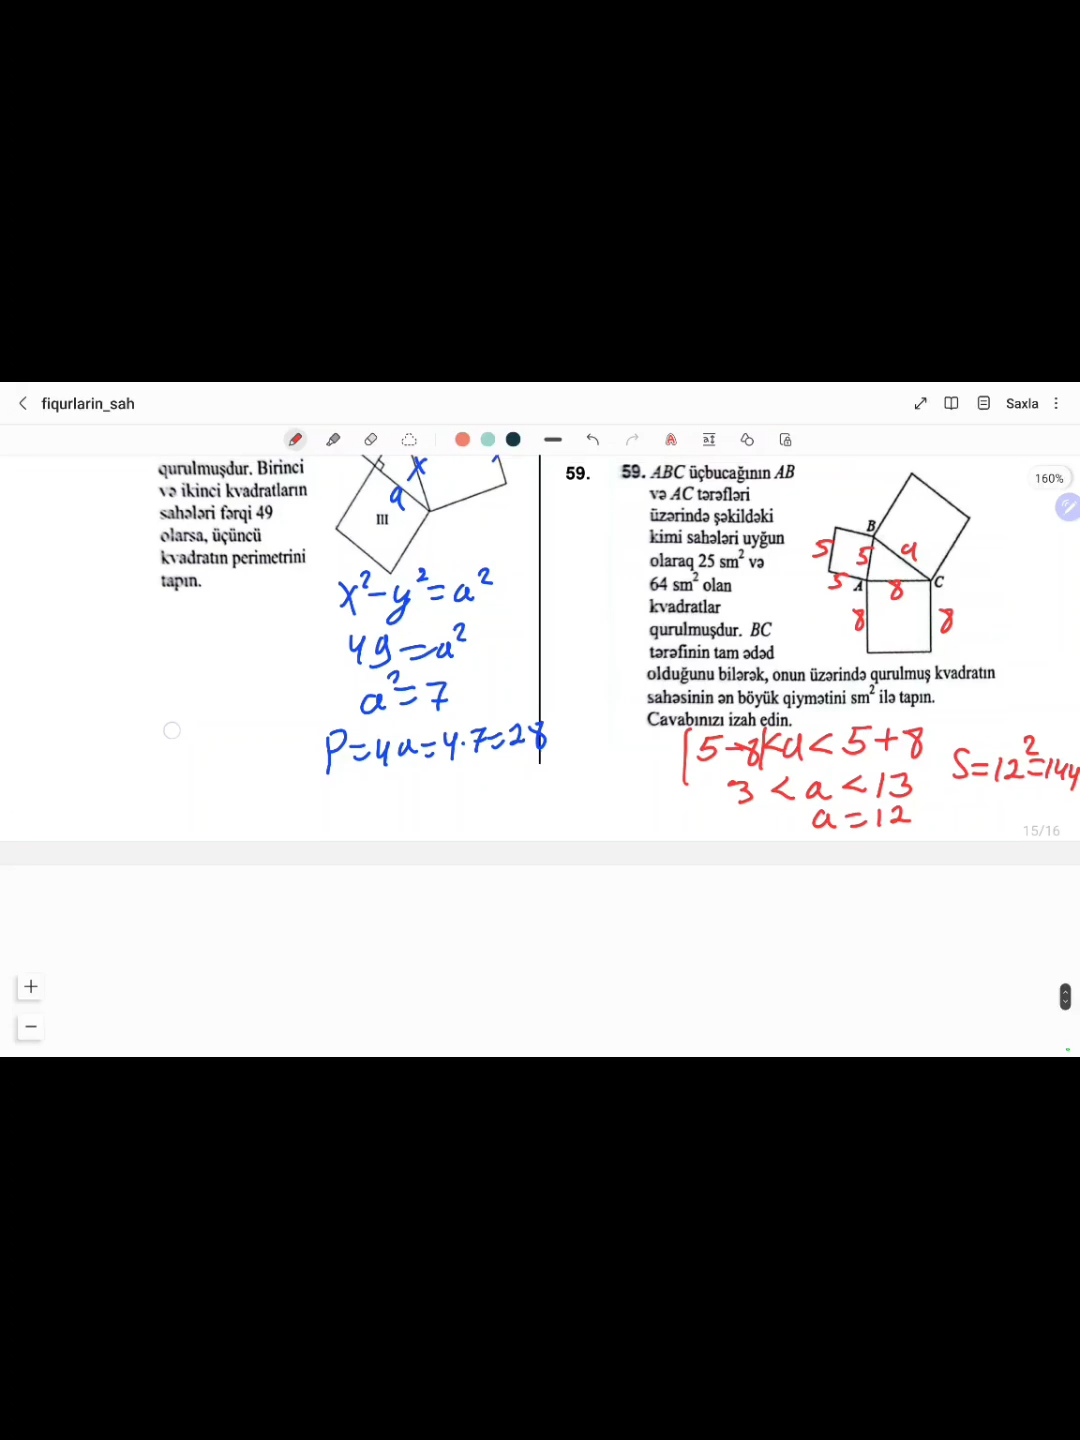 fiqurlarin_sah
Saxla
160%
qurulmuşdur. Birinci
və ikinci kvadratların
sahələri fərqi 49
olarsa, üçüncü
kvadratın perimetrini
tapın.
x
a
III
x²-y²=a²
49=a²
a²=7
P=4a=4.7=28
59.
59. ABC üçbucağının AB
və AC tərəfləri
üzərində şəkildəki
kimi sahələri uyğun
olaraq 25 sm² və
64 sm² olan
kvadratlar
qurulmuşdur. BC
tərəfinin tam ədəd
olduğunu bilərək, onun üzərində qurulmuş kvadratın
sahəsinin ən böyük qiymətini sm² ilə tapın.
Cavabınızı izah edin.
B
5 5 a
5 A 8 C
8 8
|5-8|<a<5+8
3<a<13
a=12
S=12²=144
15/16